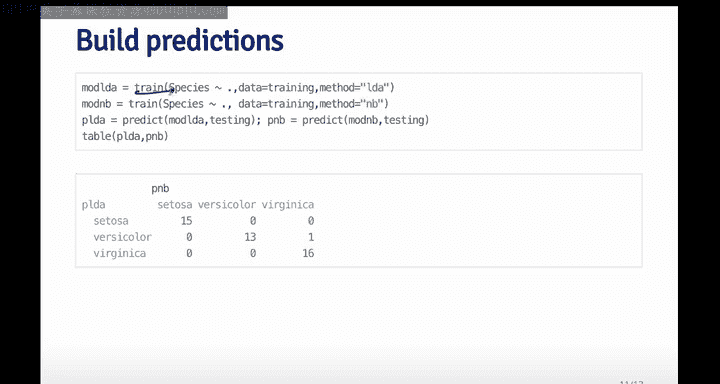 Build predictions
modlda = train(Species ~ .,data=training,method="lda")
modnb = train(Species ~ ., data=training,method="nb")
plda = predict(modlda,testing); pnb = predict(modnb,testing)
table(plda,pnb)
pnb
plda setosa versicolor virginica
setosa 15 0 0
versicolor 0 13 1
virginica 0 0 16